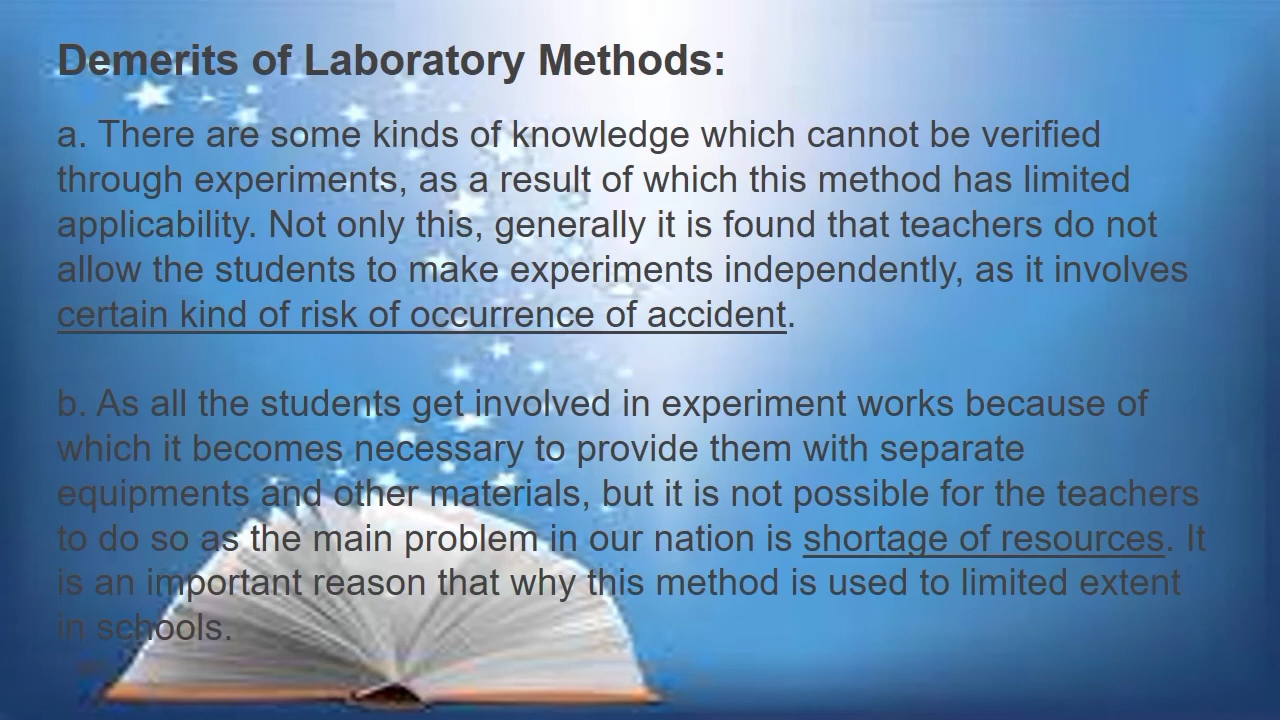 Demerits of Laboratory Methods:
a. There are some kinds of knowledge which cannot be verified
through experiments, as a result of which this method has limited
applicability. Not only this, generally it is found that teachers do not
allow the students to make experiments independently, as it involves
certain kind of risk of occurrence of accident.
b. As all the students get involved in experiment works because of
which it becomes necessary to provide them with separate
equipments and other materials, but it is not possible for the teachers
to do so as the main problem in our nation is shortage of resources. It
is an important reason that why this method is used to limited extent
in schools.